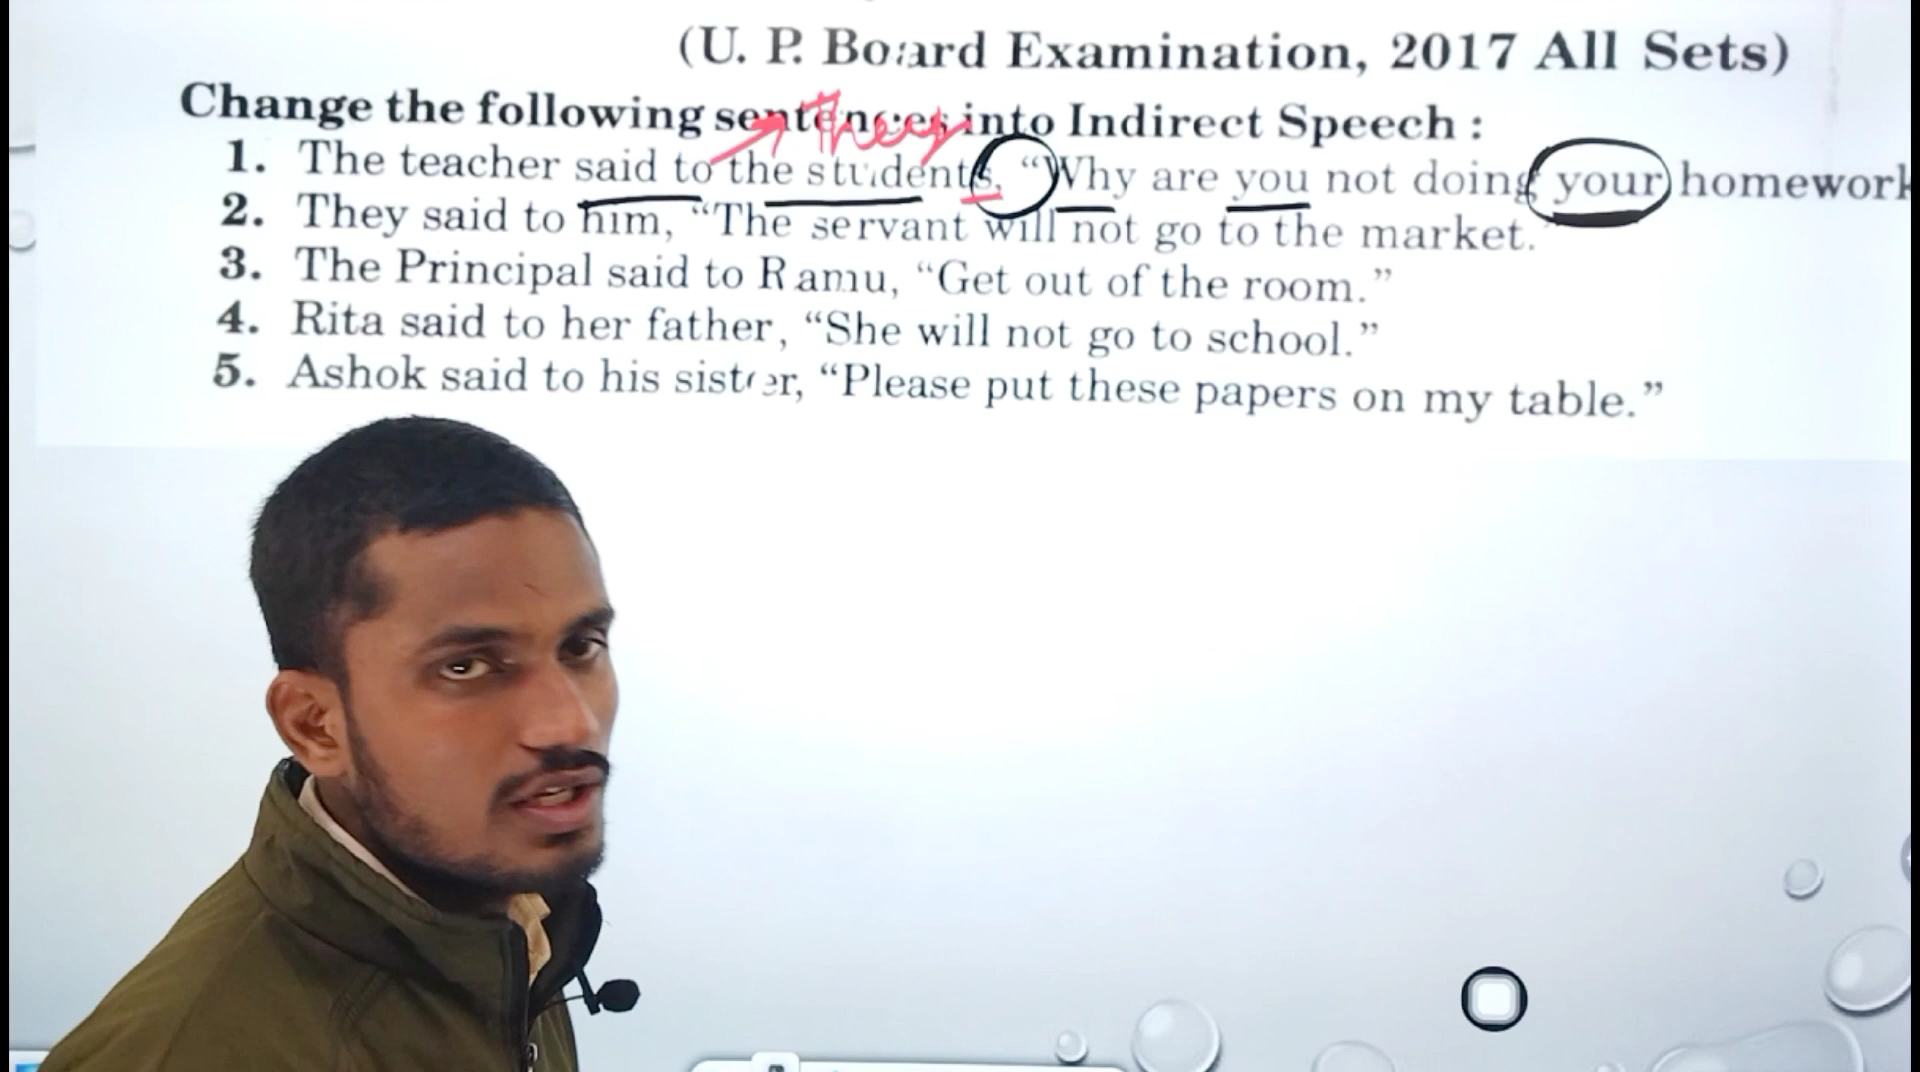 (U. P. Board Examination, 2017 All Sets)
Change the following sentences into Indirect Speech :
they
1. The teacher said to the students, “Why are you not doing your homework
2. They said to him, “The servant will not go to the market.
3. The Principal said to Ramu, “Get out of the room.”
4. Rita said to her father, “She will not go to school.”
5. Ashok said to his sister, “Please put these papers on my table.”